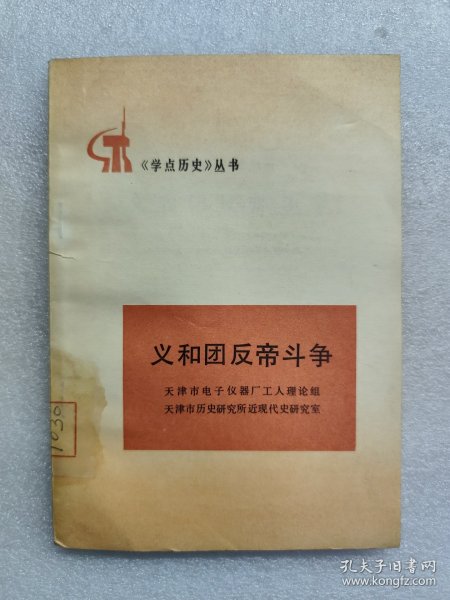 《学点历史》丛书
义和团反帝斗争
天津市电子仪器厂工人理论组
天津市历史研究所近现代史研究室
1030
孔夫子旧书网
www.kongfz.com